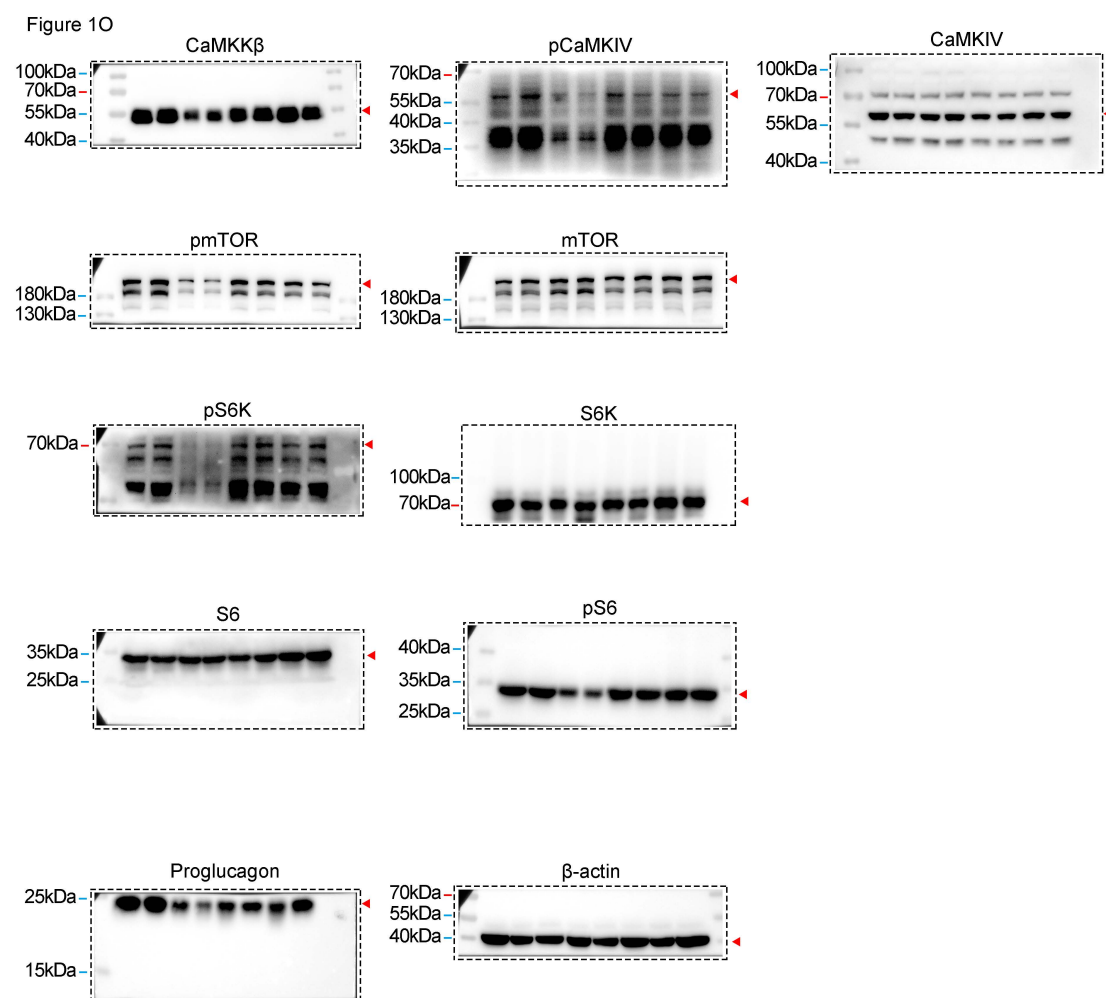 Figure 1O
CaMKKβ
100kDa
70kDa
55kDa
40kDa
pCaMKIV
70kDa
55kDa
40kDa
35kDa
CaMKIV
100kDa
70kDa
55kDa
40kDa
pmTOR
180kDa
130kDa
mTOR
180kDa
130kDa
pS6K
70kDa
S6K
100kDa
70kDa
S6
35kDa
25kDa
pS6
40kDa
35kDa
25kDa
Proglucagon
25kDa
15kDa
β-actin
70kDa
55kDa
40kDa